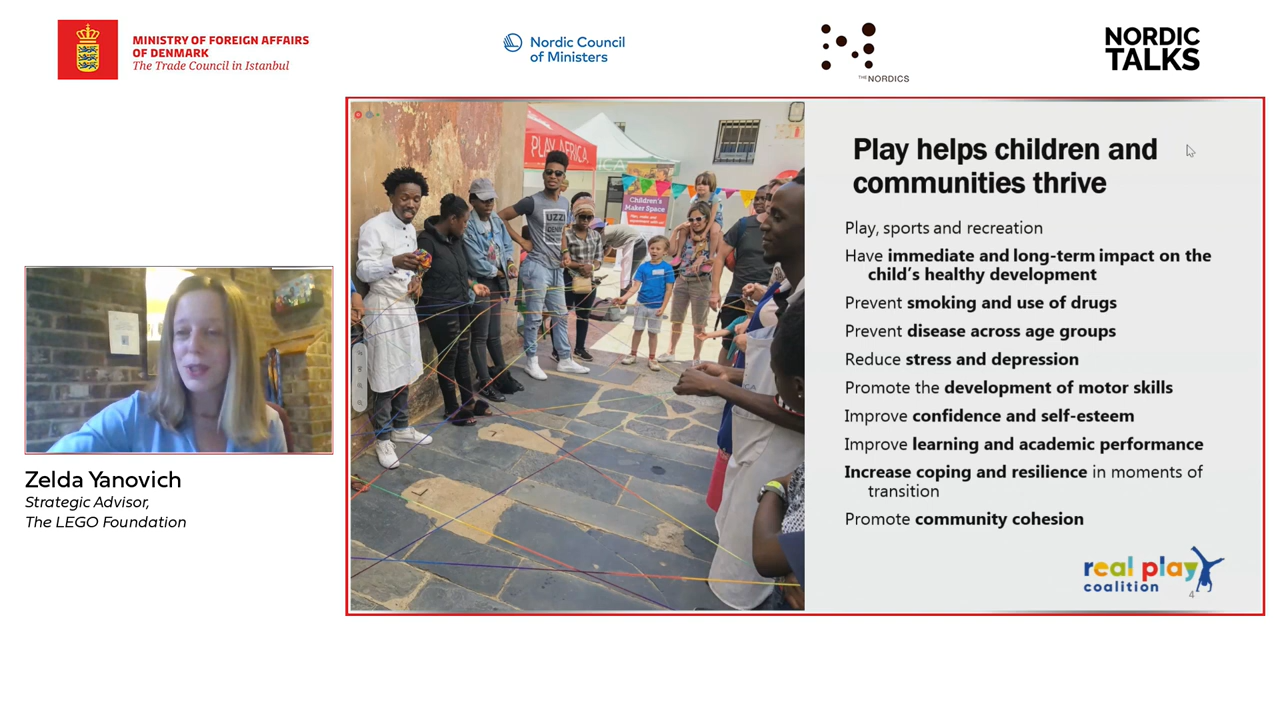 MINISTRY OF FOREIGN AFFAIRS
OF DENMARK
The Trade Council in Istanbul
Nordic Council
of Ministers
THE NORDICS
NORDIC
TALKS
PLAY AFRICA
Children's
Maker Space
UZZI
Play helps children and
communities thrive
Play, sports and recreation
Have immediate and long-term impact on the
child's healthy development
Prevent smoking and use of drugs
Prevent disease across age groups
Reduce stress and depression
Promote the development of motor skills
Improve confidence and self-esteem
Improve learning and academic performance
Increase coping and resilience in moments of
transition
Promote community cohesion
real play
coalition
4
Zelda Yanovich
Strategic Advisor,
The LEGO Foundation